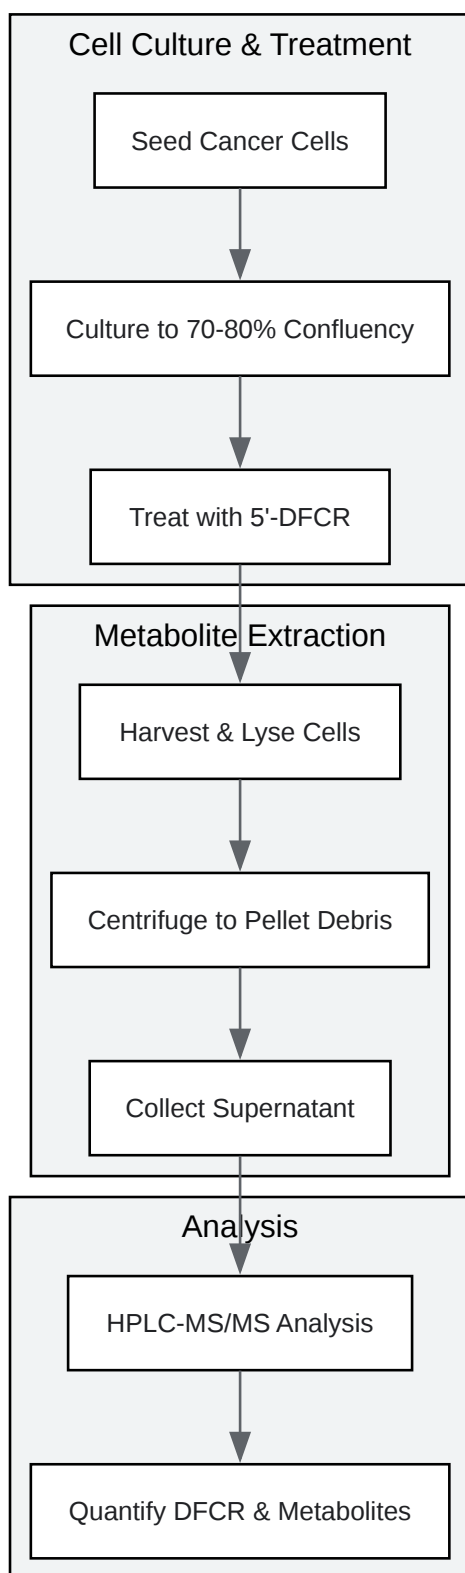 Cell Culture & Treatment
Seed Cancer Cells
Culture to 70-80% Confluency
Treat with 5'-DFCR
Metabolite Extraction
Harvest & Lyse Cells
Centrifuge to Pellet Debris
Collect Supernatant
Analysis
HPLC-MS/MS Analysis
Quantify DFCR & Metabolites